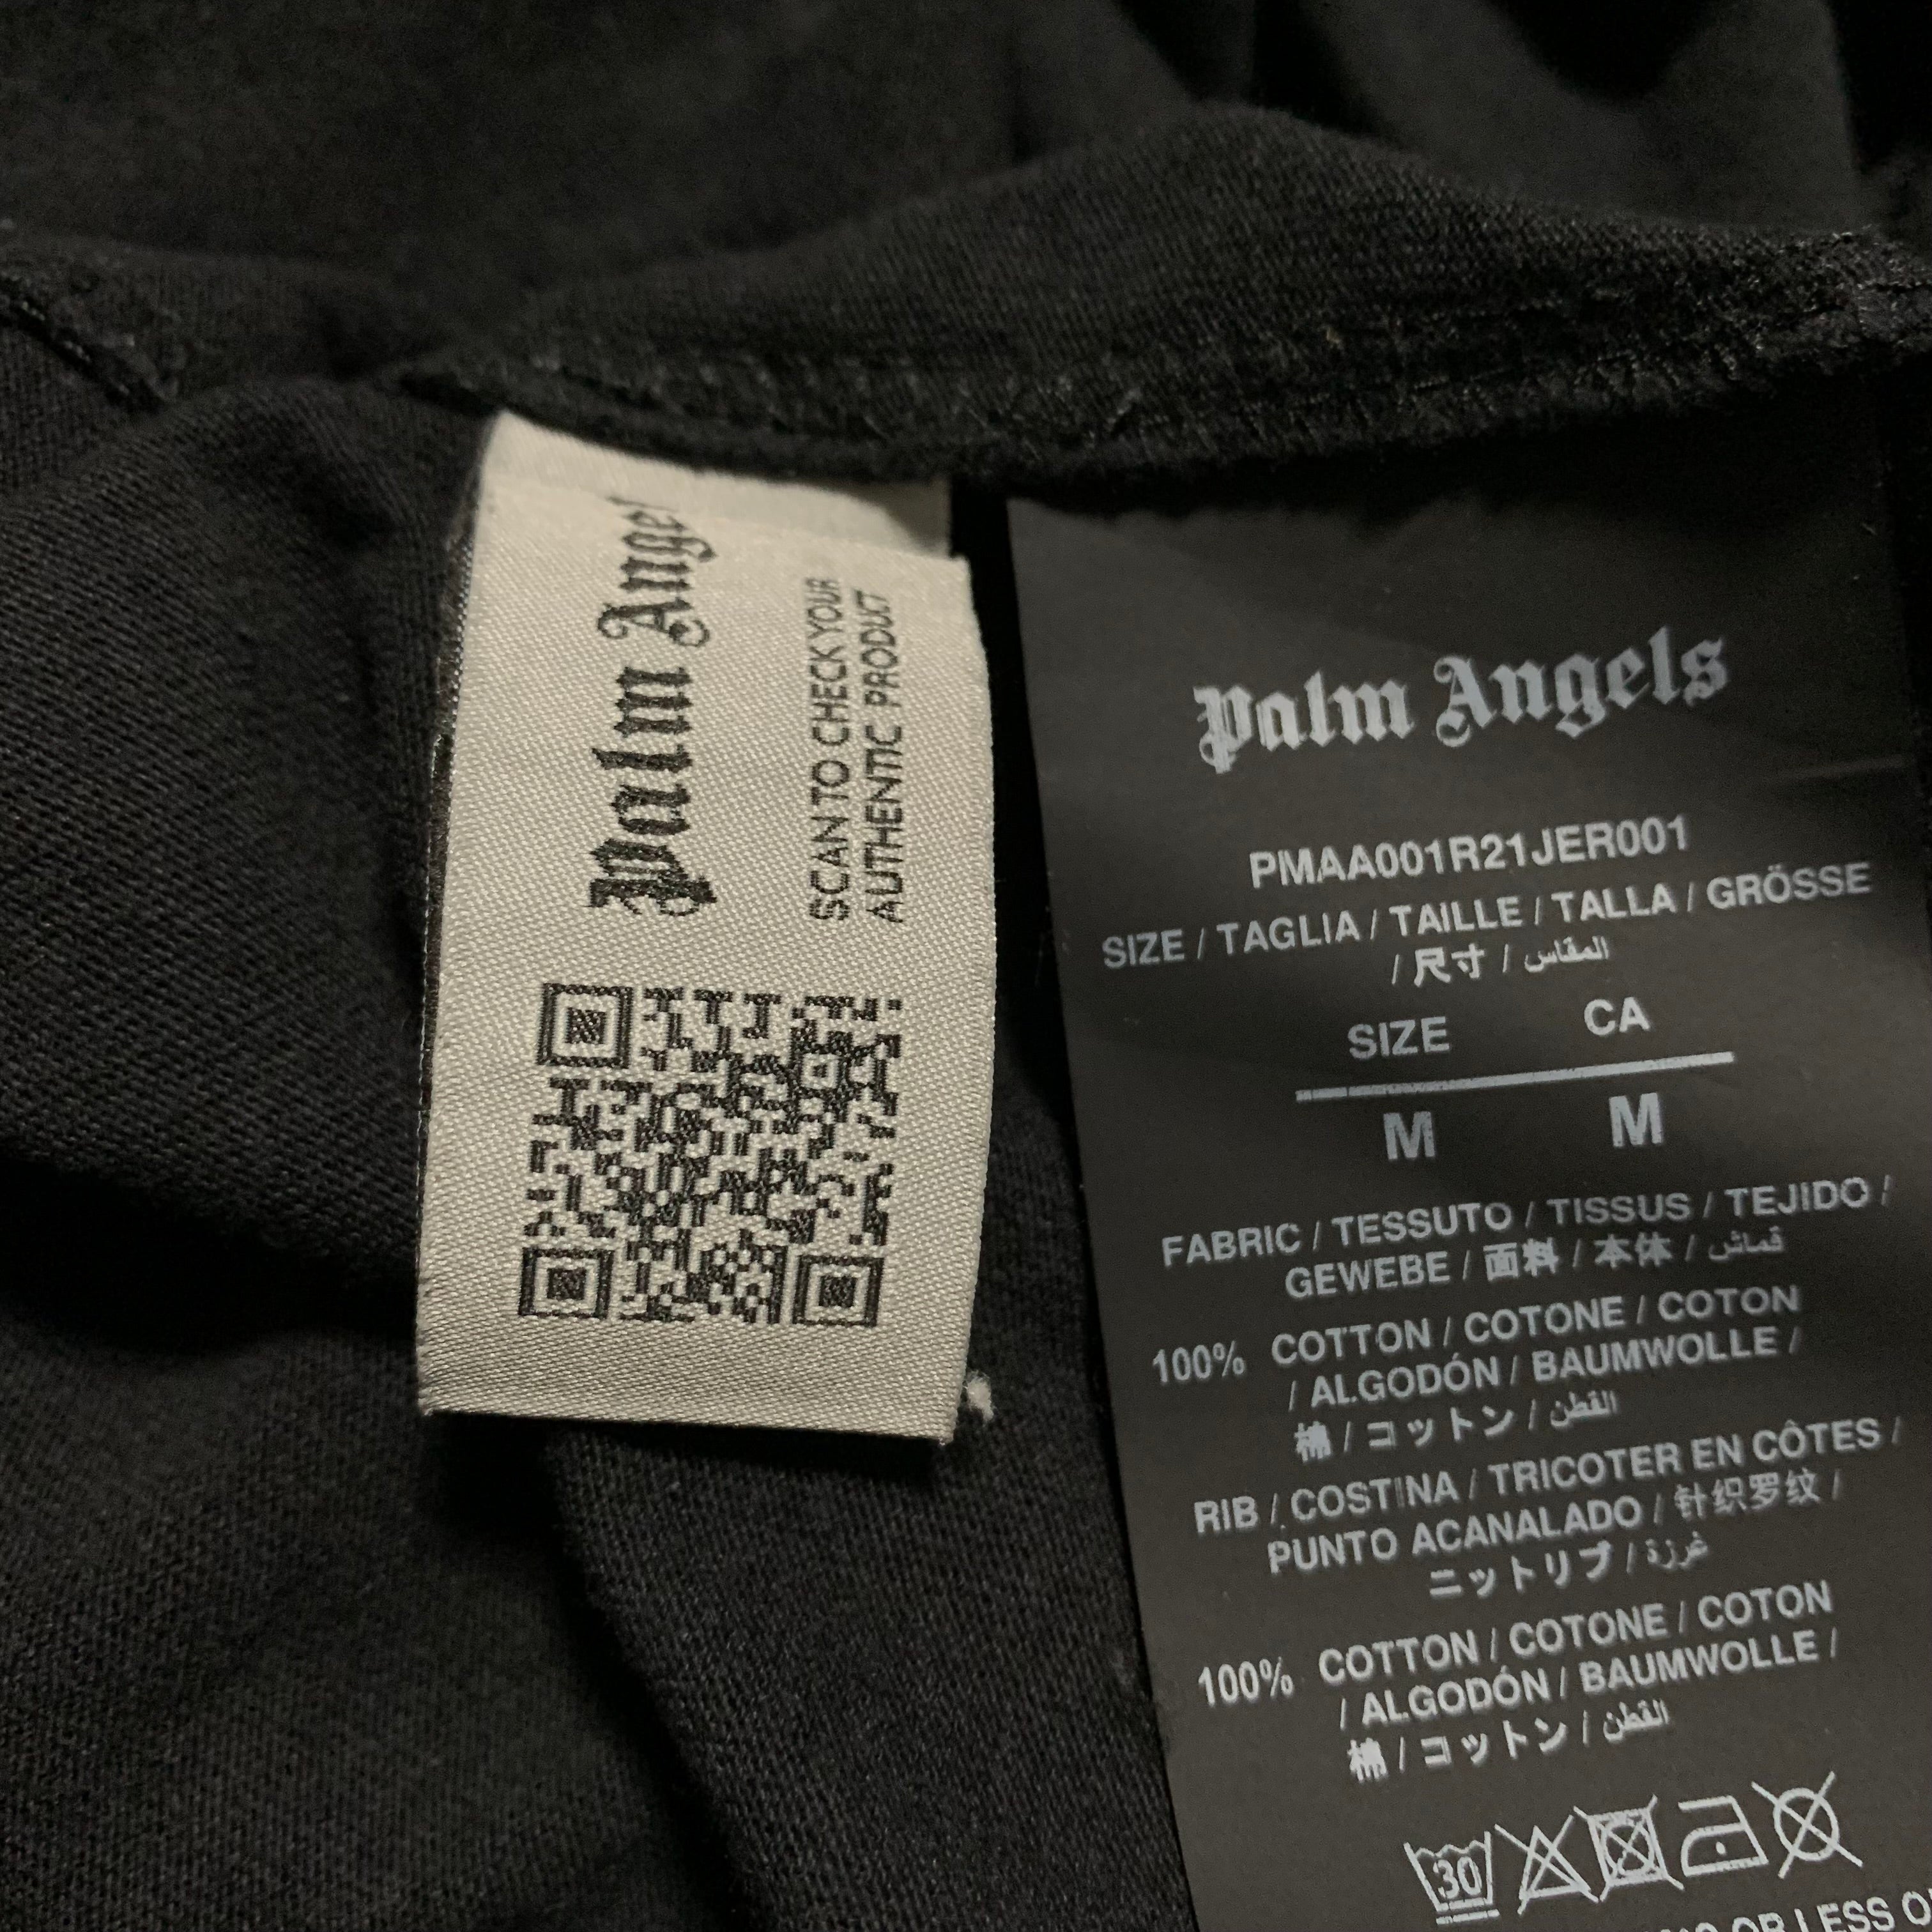 Palm Angel
SCAN TO CHECK YOUR
AUTHENTIC PRODUCT
Palm Angels
PMAA001R21JER001
SIZE / TAGLIA / TAILLE / TALLA / GRÖSSE
/ 尺寸 / المقاس
SIZE CA
M M
FABRIC / TESSUTO / TISSUS / TEJIDO /
GEWEBE / 面料 / 本体 / قماش
100% COTTON / COTONE / COTON
/ ALGODÓN / BAUMWOLLE /
棉 / コットン / القطن
RIB / COSTINA / TRICOTER EN CÔTES /
PUNTO ACANALADO / 针织罗纹 /
ニットリブ / غرزة
100% COTTON / COTONE / COTON
/ ALGODÓN / BAUMWOLLE /
棉 / コットン / القطن
30
OR LESS